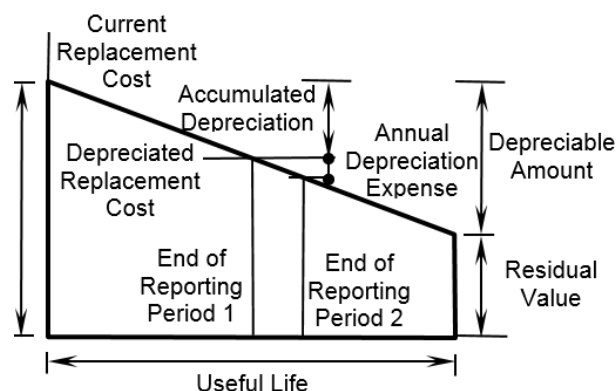 Current
Replacement
Cost
Accumulated
Depreciation
Annual
Depreciation
Expense
Depreciable
Amount
Depreciated
Replacement
Cost
End of
Reporting
Period 1
End of
Reporting
Period 2
Residual
Value
Useful Life